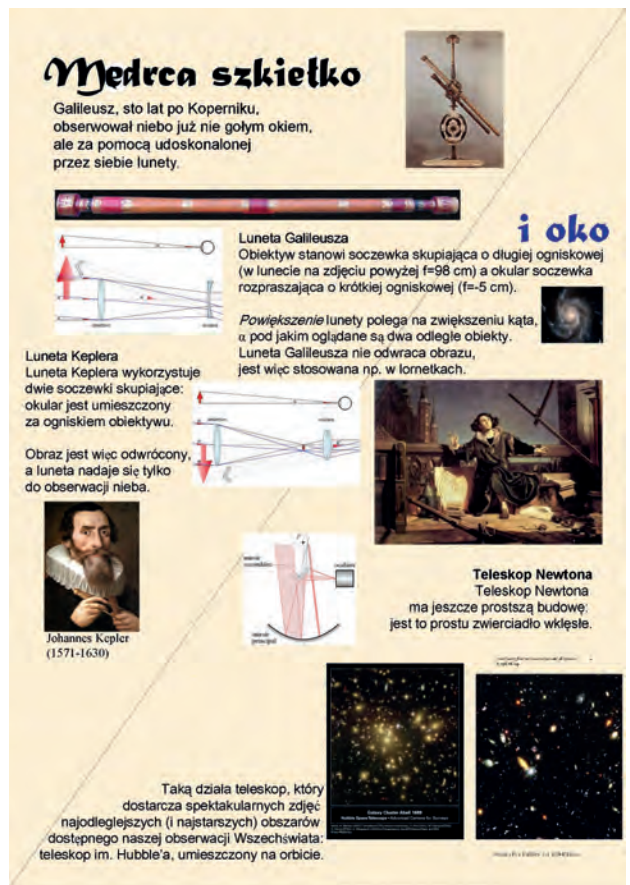 Mędrca szkiełko
Galileusz, sto lat po Koperniku,
obserwował niebo już nie gołym okiem,
ale za pomocą udoskonalonej
przez siebie lunety.
i oko
Luneta Galileusza
Obiektyw stanowi soczewka skupiająca o długiej ogniskowej
(w lunecie na zdjęciu powyżej f=98 cm) a okular soczewka
rozpraszająca o krótkiej ogniskowej (f=-5 cm).
Powiększenie lunety polega na zwiększeniu kąta,
α pod jakim oglądane są dwa odległe obiekty.
Luneta Galileusza nie odwraca obrazu,
jest więc stosowana np. w lornetkach.
Luneta Keplera
Luneta Keplera wykorzystuje
dwie soczewki skupiające:
okular jest umieszczony
za ogniskiem obiektywu.
Obraz jest więc odwrócony,
a luneta nadaje się tylko
do obserwacji nieba.
Johannes Kepler
(1571-1630)
Teleskop Newtona
Teleskop Newtona
ma jeszcze prostszą budowę:
jest to prostu zwierciadło wklęsłe.
Taką działa teleskop, który
dostarcza spektakularnych zdjęć
najodleglejszych (i najstarszych) obszarów
dostępnego naszej obserwacji Wszechświata:
teleskop im. Hubble'a, umieszczony na orbicie.